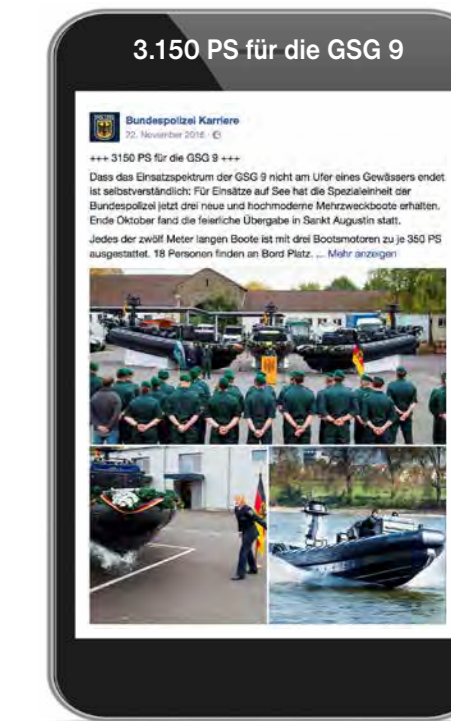 3.150 PS für die GSG 9
Bundespolizei Karriere
22. November 2016
+++ 3150 PS für die GSG 9 +++
Dass das Einsatzspektrum der GSG 9 nicht am Ufer eines Gewässers endet
ist selbstverständlich: Für Einsätze auf See hat die Spezialeinheit der
Bundespolizei jetzt drei neue und hochmoderne Mehrzweckboote erhalten.
Ende Oktober fand die feierliche Übergabe in Sankt Augustin statt.
Jedes der zwölf Meter langen Boote ist mit drei Bootsmotoren zu je 350 PS
ausgestattet. 18 Personen finden an Bord Platz. ... Mehr anzeigen